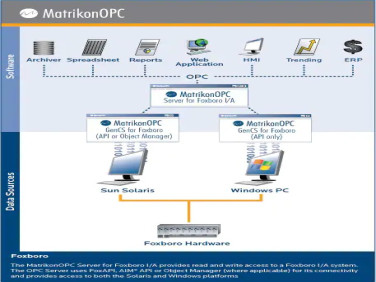 MatrikonOPC
Software
Archiver Spreadsheet Reports Web Application HMI Trending ERP
OPC
MatrikonOPC
Server for Foxboro I/A
MatrikonOPC
GenCS for Foxboro
(API or Object Manager)
MatrikonOPC
GenCS for Foxboro
(API only)
Data Sources
Sun Solaris
Windows PC
Foxboro Hardware
Foxboro
The MatrikonOPC Server for Foxboro I/A provides read and write access to a Foxboro I/A system.
The OPC Server uses FoxAPI, AIM* API or Object Manager (where applicable) for its connectivity
and provides access to both the Solaris and Windows platforms